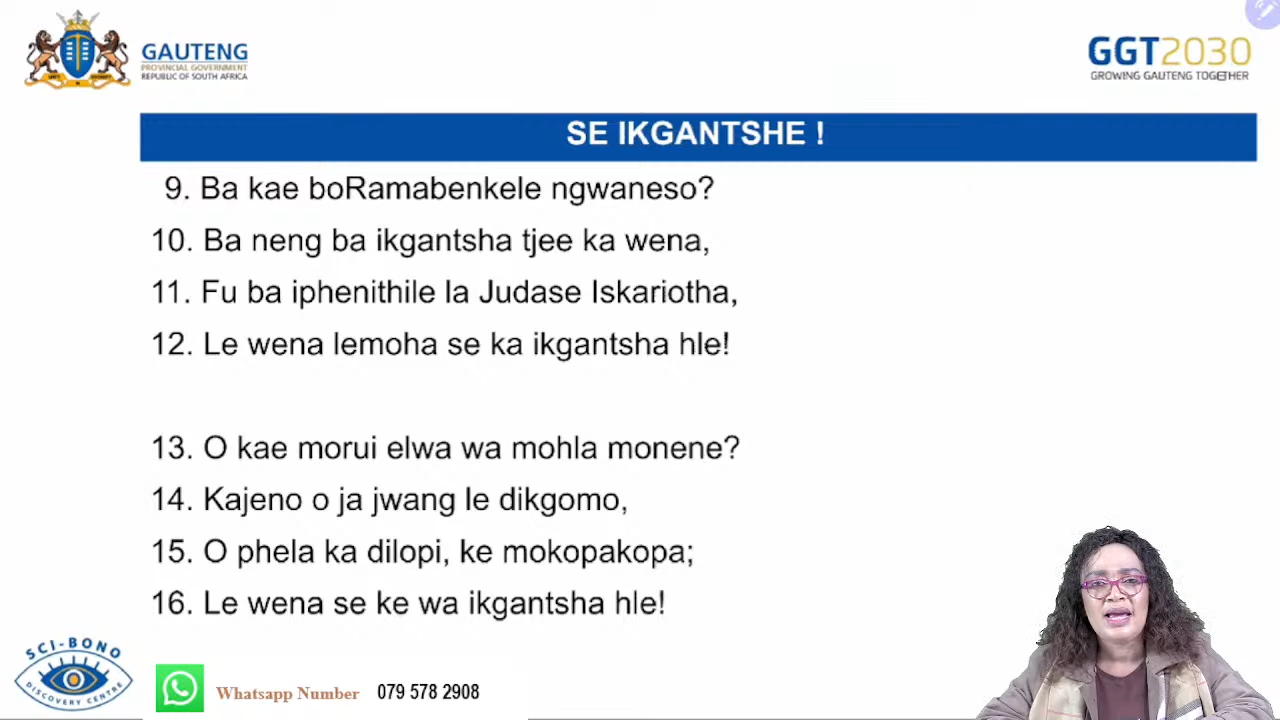 GAUTENG
PROVINCIAL GOVERNMENT
REPUBLIC OF SOUTH AFRICA
GGT2030
GROWING GAUTENG TOGETHER
SE IKGANTSHE !
9. Ba kae boRamabenkele ngwaneso?
10. Ba neng ba ikgantsha tjee ka wena,
11. Fu ba iphenithile la Judase Iskariotha,
12. Le wena lemoha se ka ikgantsha hle!
13. O kae morui elwa wa mohla monene?
14. Kajeno o ja jwang le dikgomo,
15. O phela ka dilopi, ke mokopakopa;
16. Le wena se ke wa ikgantsha hle!
SCI-BONO
DISCOVERY CENTRE
Whatsapp Number 079 578 2908